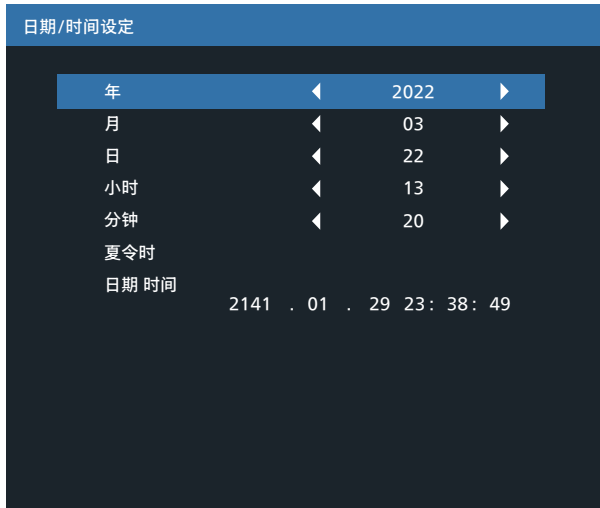 日期/时间设定
年 2022
月 03
日 22
小时 13
分钟 20
夏令时
日期 时间
2141 . 01 . 29 23: 38: 49